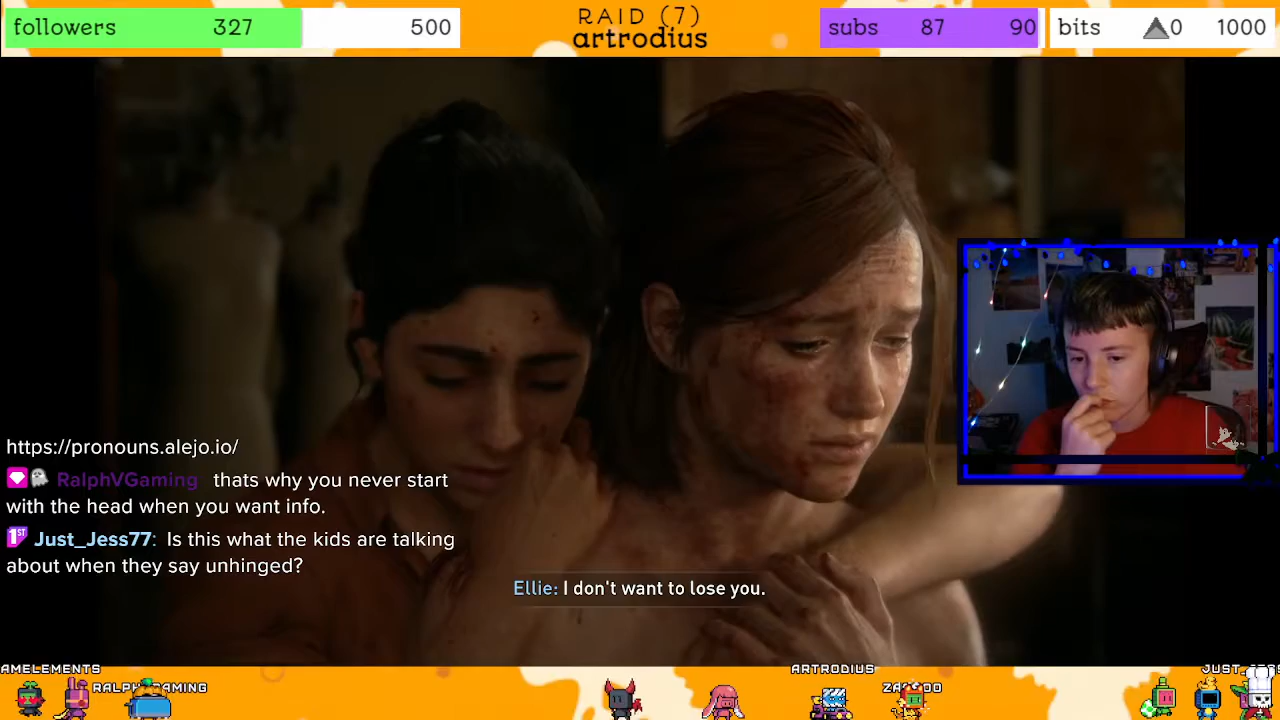 followers 327 500
RAID (7)
artrodius
subs 87 90
bits 0 1000
https://pronouns.alejo.io/
RalphVGaming thats why you never start
with the head when you want info.
1ST Just_Jess77: Is this what the kids are talking
about when they say unhinged?
Ellie: I don't want to lose you.
AMELEMENTS
ARTRODIUS